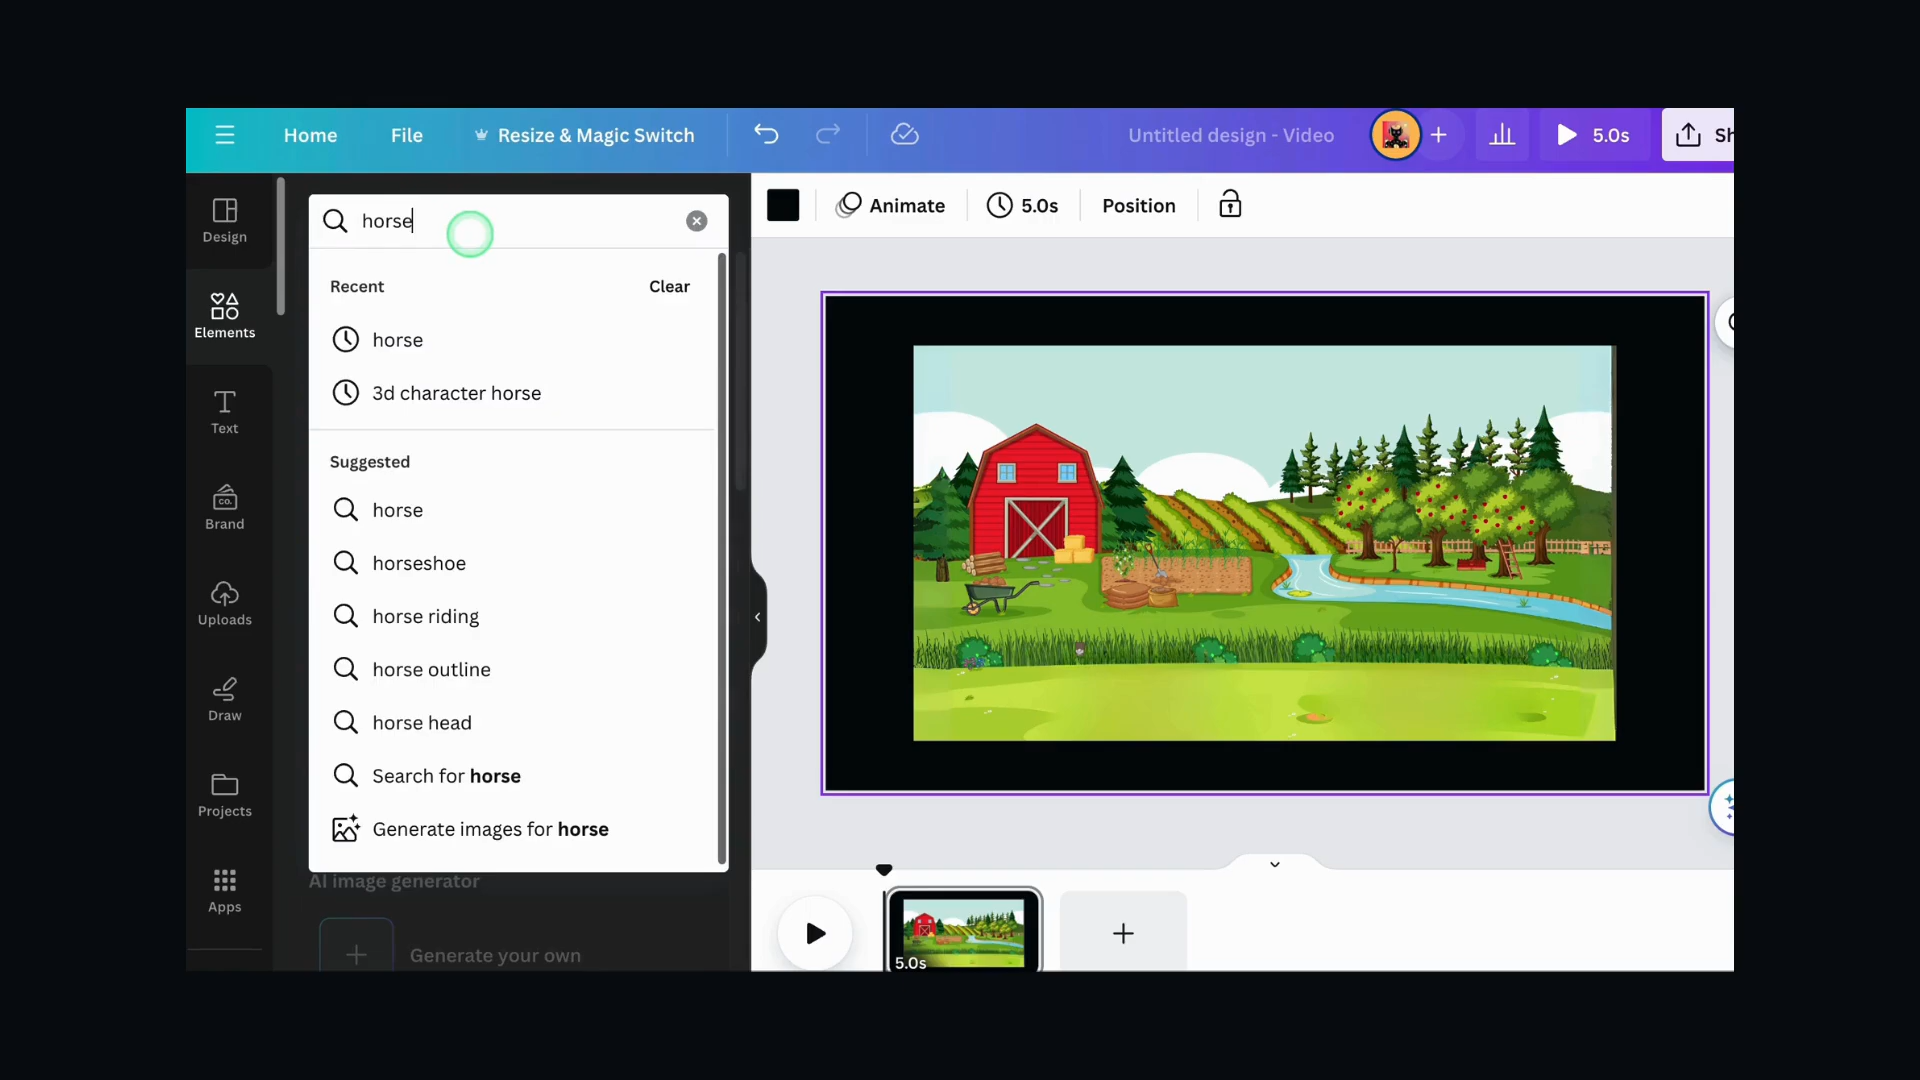 Home File Resize & Magic Switch Untitled design - Video 5.0s Sh
Design
Elements
Text
CO.
Brand
Uploads
Draw
Projects
Apps
horse
Recent Clear
horse
3d character horse
Suggested
horse
horseshoe
horse riding
horse outline
horse head
Search for horse
Generate images for horse
AI image generator
Generate your own
Animate 5.0s Position
5.0s